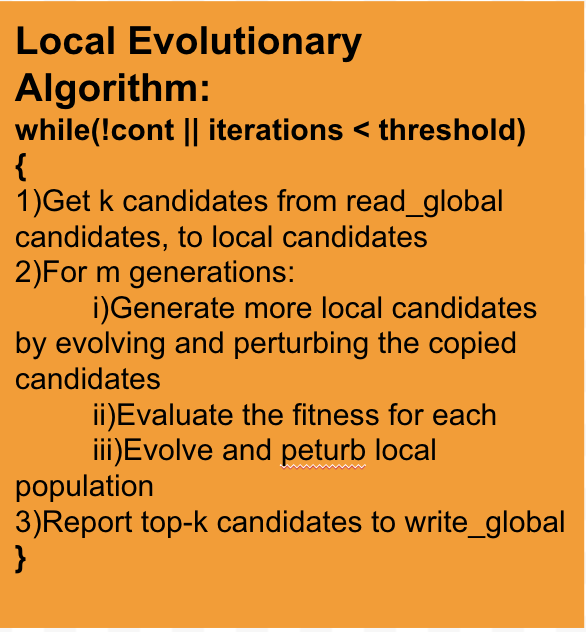 Local Evolutionary
Algorithm:
while(!cont || iterations < threshold)
{
1)Get k candidates from read_global
candidates, to local candidates
2)For m generations:
i)Generate more local candidates
by evolving and perturbing the copied
candidates
ii)Evaluate the fitness for each
iii)Evolve and peturb local
population
3)Report top-k candidates to write_global
}